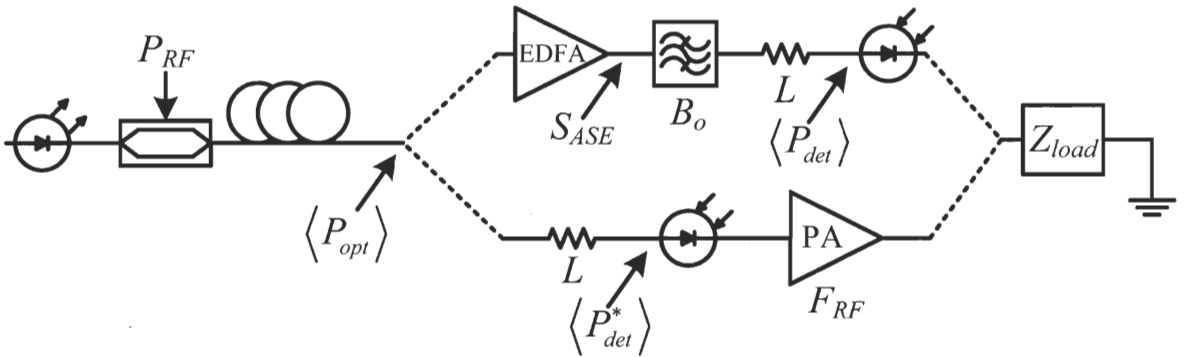 P_RF
EDFA
S_ASE
B_o
L
⟨P_det⟩
Z_load
⟨P_opt⟩
L
⟨P*_det⟩
PA
F_RF